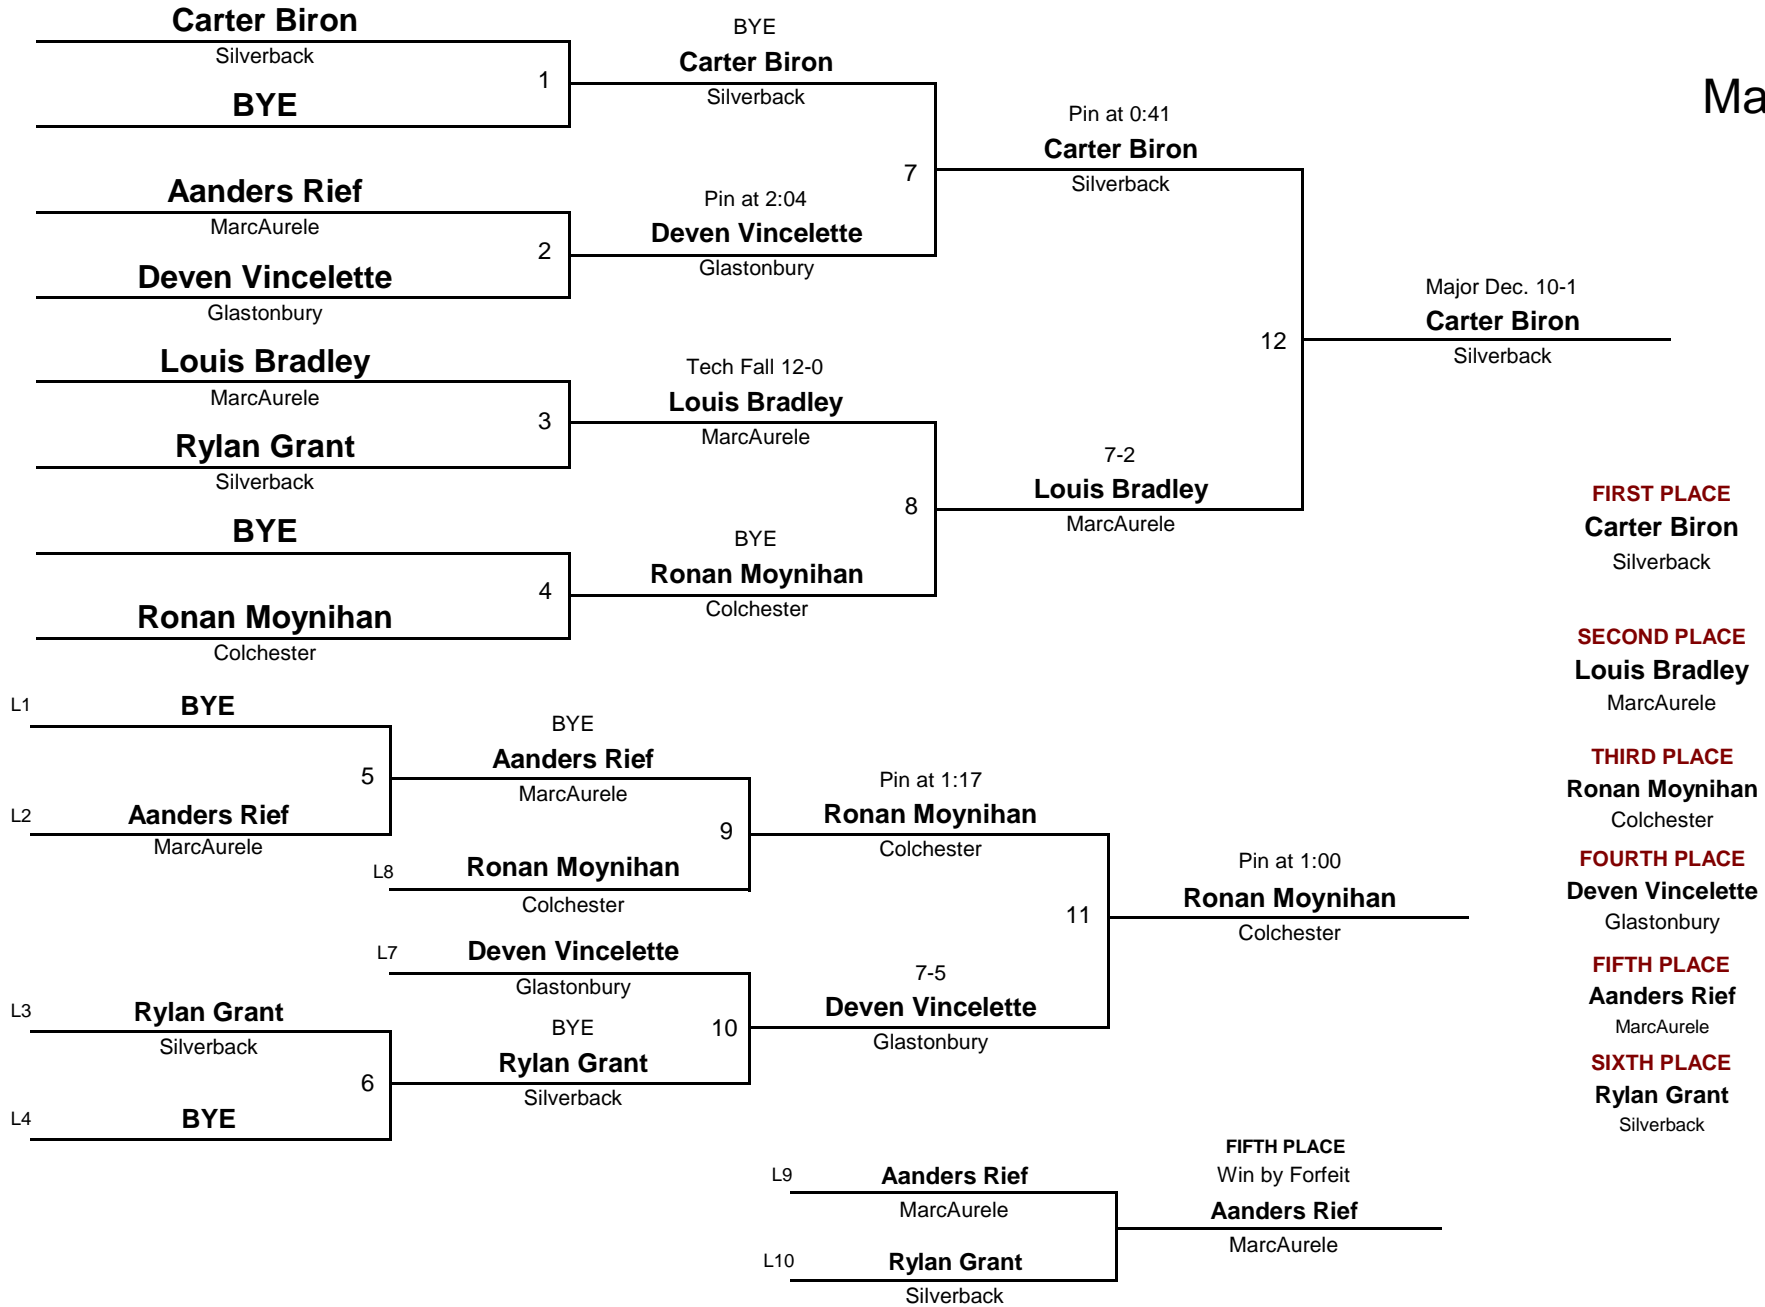 Carter Biron
Silverback
1
BYE
BYE
Carter Biron
Silverback
Ma
Aanders Rief
MarcAurele
2
Deven Vincelette
Glastonbury
Pin at 2:04
Deven Vincelette
Glastonbury
7
Pin at 0:41
Carter Biron
Silverback
Louis Bradley
MarcAurele
3
Rylan Grant
Silverback
Tech Fall 12-0
Louis Bradley
MarcAurele
BYE
4
Ronan Moynihan
Colchester
BYE
Ronan Moynihan
Colchester
8
7-2
Louis Bradley
MarcAurele
12
Major Dec. 10-1
Carter Biron
Silverback
FIRST PLACE
Carter Biron
Silverback
SECOND PLACE
Louis Bradley
MarcAurele
THIRD PLACE
Ronan Moynihan
Colchester
FOURTH PLACE
Deven Vincelette
Glastonbury
FIFTH PLACE
Aanders Rief
MarcAurele
SIXTH PLACE
Rylan Grant
Silverback
L1
BYE
5
L2
Aanders Rief
MarcAurele
BYE
Aanders Rief
MarcAurele
9
L8
Ronan Moynihan
Colchester
Pin at 1:17
Ronan Moynihan
Colchester
L7
Deven Vincelette
Glastonbury
L3
Rylan Grant
Silverback
6
L4
BYE
BYE
Rylan Grant
Silverback
10
7-5
Deven Vincelette
Glastonbury
11
Pin at 1:00
Ronan Moynihan
Colchester
L9
Aanders Rief
MarcAurele
L10
Rylan Grant
Silverback
FIFTH PLACE
Win by Forfeit
Aanders Rief
MarcAurele